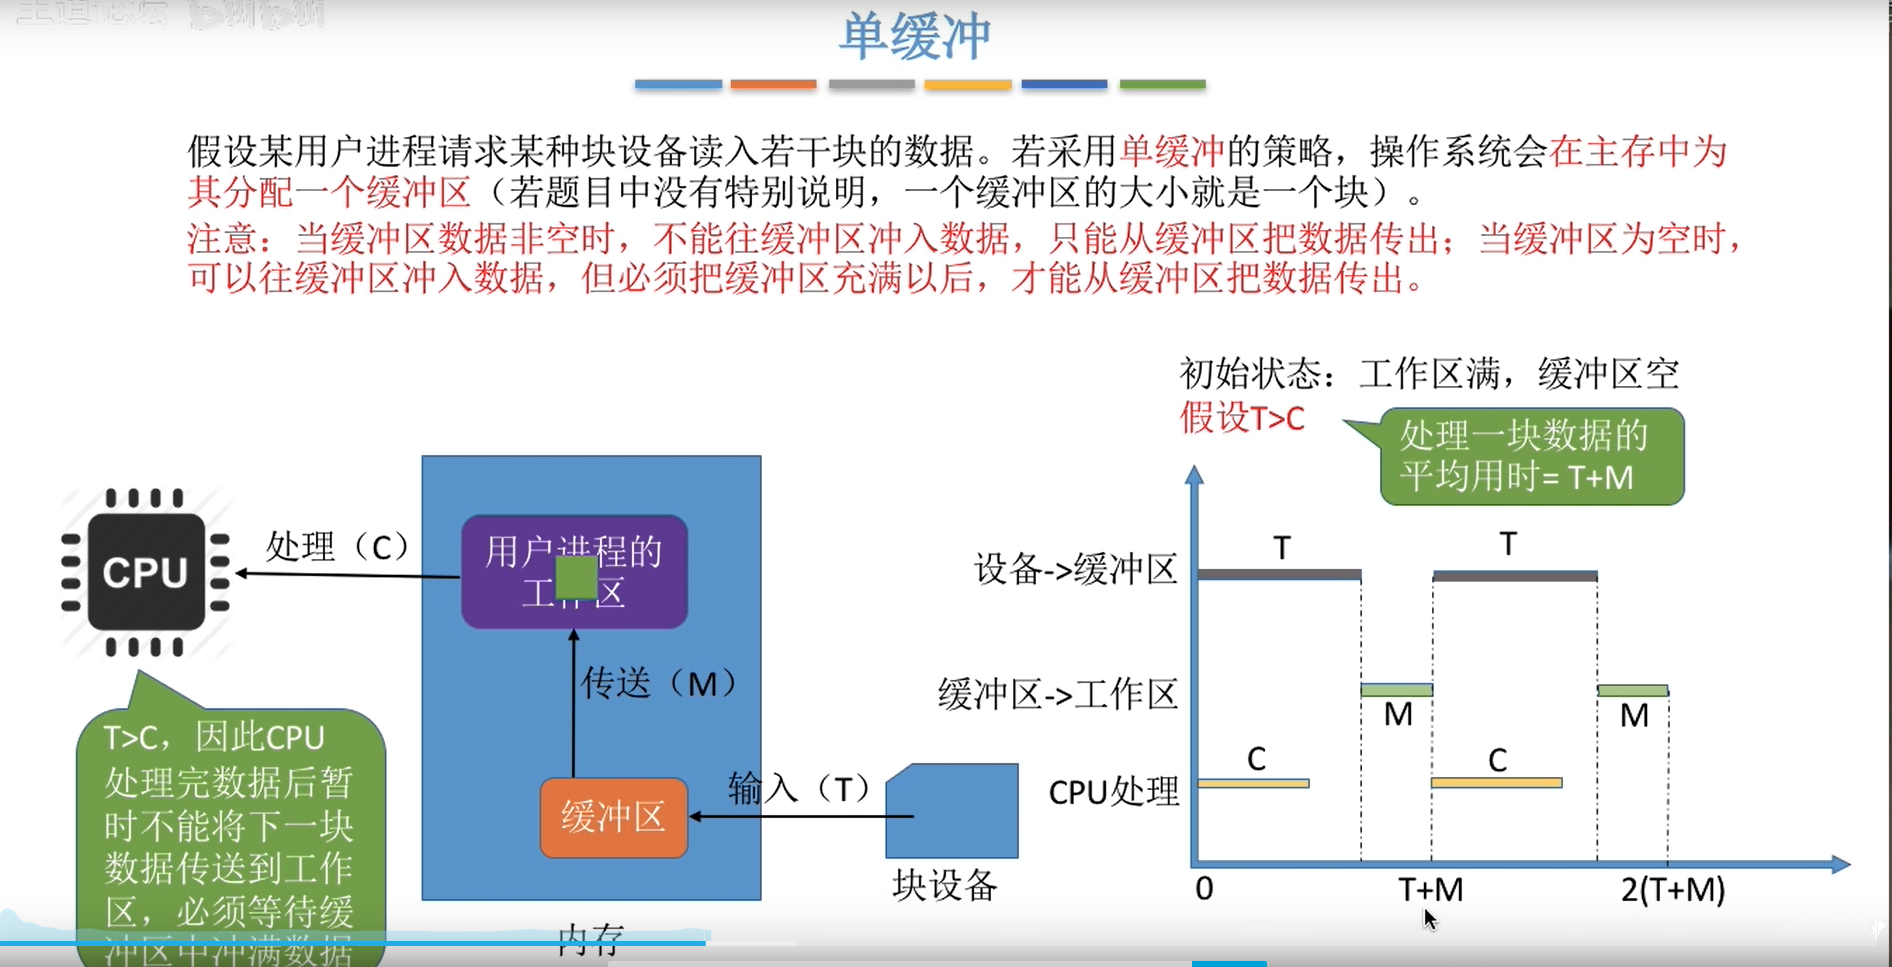 单缓冲
假设某用户进程请求某种块设备读入若干块的数据。若采用单缓冲的策略，操作系统会在主存中为
其分配一个缓冲区（若题目中没有特别说明，一个缓冲区的大小就是一个块）。
注意：当缓冲区数据非空时，不能往缓冲区冲入数据，只能从缓冲区把数据传出；当缓冲区为空时，
可以往缓冲区冲入数据，但必须把缓冲区充满以后，才能从缓冲区把数据传出。
初始状态：工作区满，缓冲区空
假设T>C
处理一块数据的
平均用时= T+M
CPU
处理（C）
用户进程的
工作区
传送（M）
缓冲区
输入（T）
块设备
内存
T>C，因此CPU
处理完数据后暂
时不能将下一块
数据传送到工作
区，必须等待缓
冲区中冲满数据
设备->缓冲区
T
T
缓冲区->工作区
M
M
CPU处理
C
C
0
T+M
2(T+M)